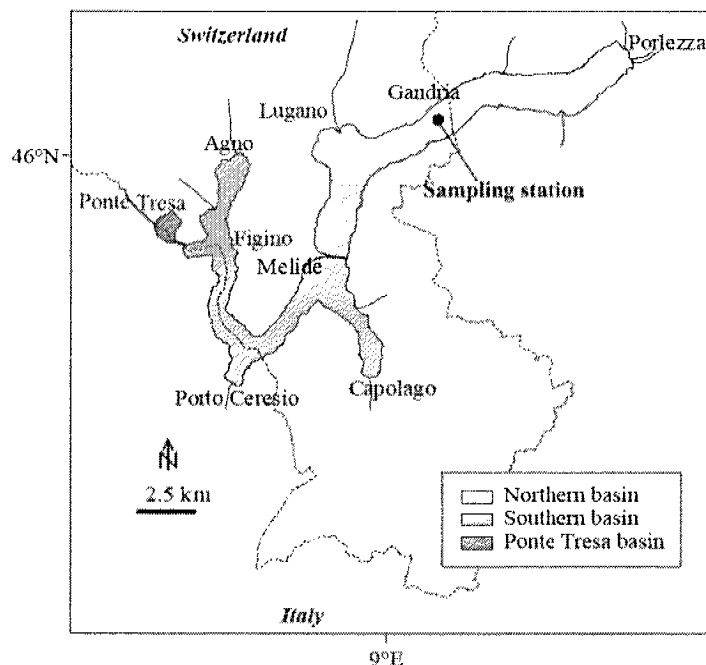 Switzerland
Porlezza
Gandria
Lugano
Agno
46°N
Sampling station
Ponte Tresa
Figino
Melide
Porto Ceresio
Capolago
N
2.5 km
Northern basin
Southern basin
Ponte Tresa basin
Italy
9°E